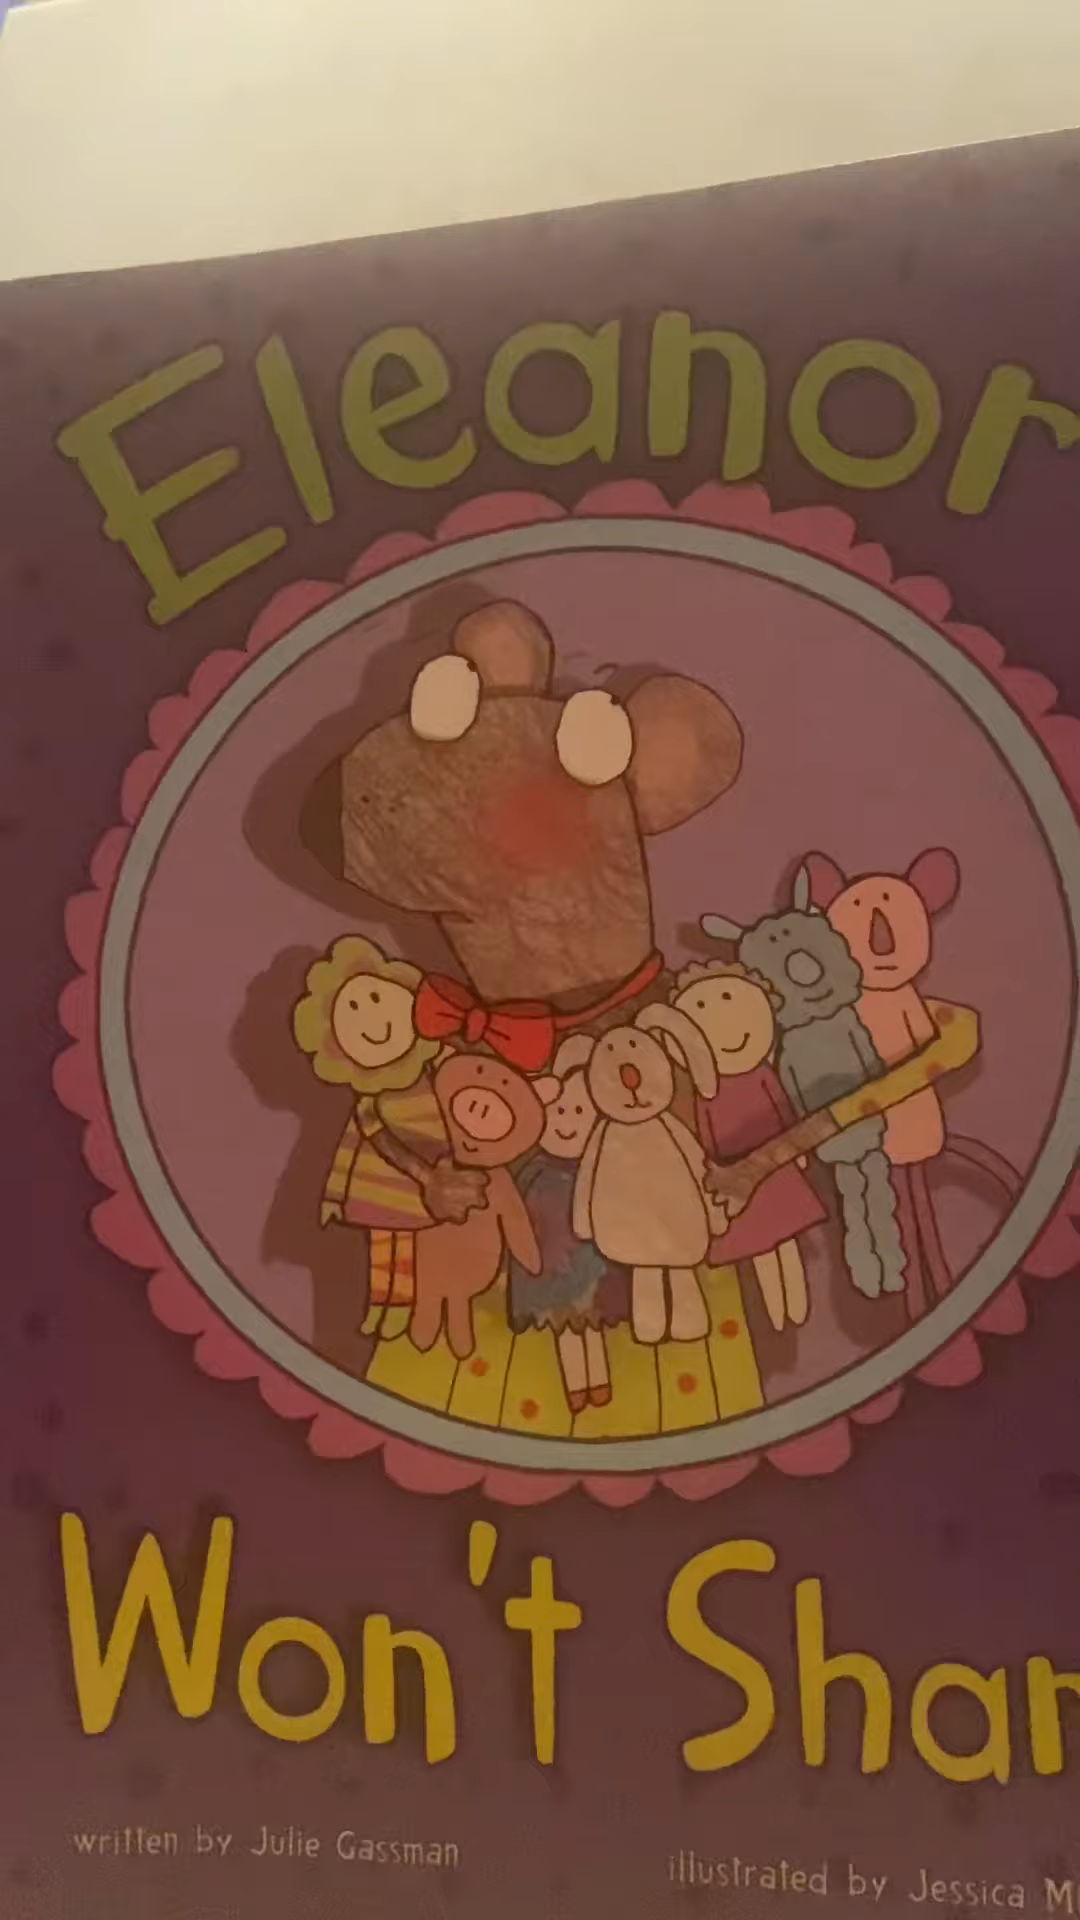 Eleanor
Won't Shar
written by Julie Gassman
illustrated by Jessica M